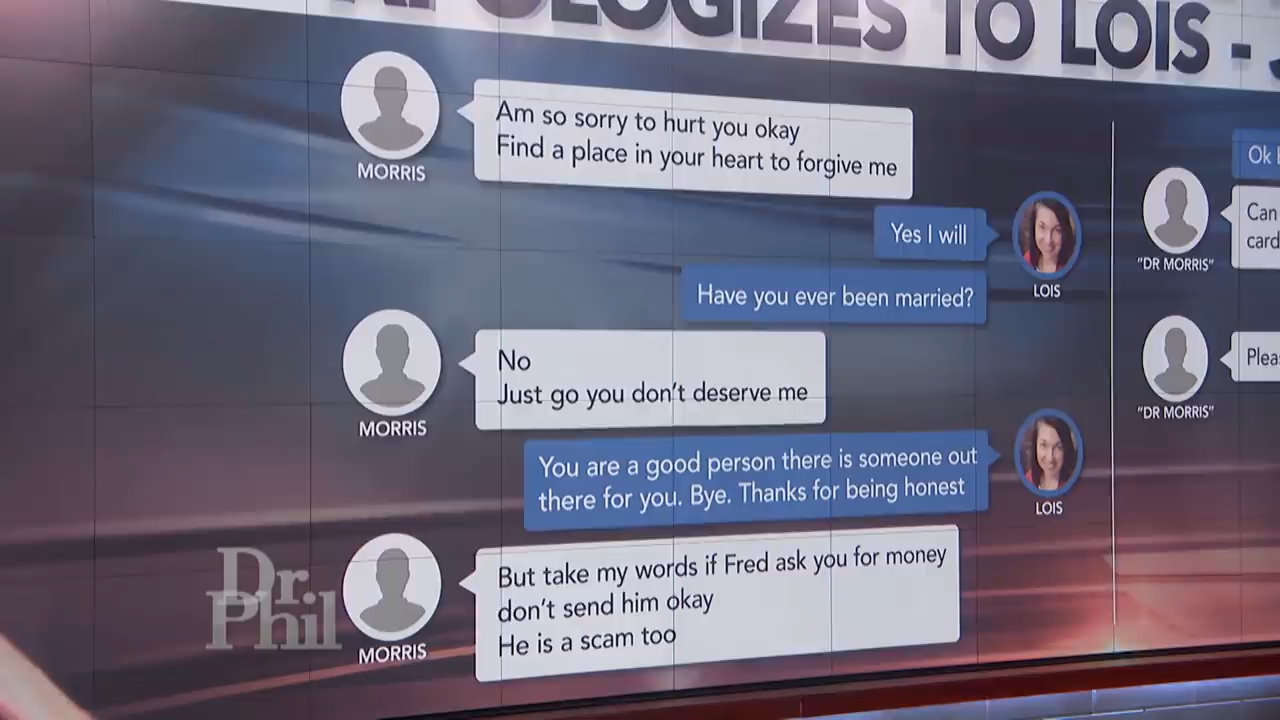 APOLOGIZES TO LOIS -
Am so sorry to hurt you okay
Find a place in your heart to forgive me
MORRIS
Yes I will
LOIS
Have you ever been married?
No
Just go you don't deserve me
MORRIS
You are a good person there is someone out
there for you. Bye. Thanks for being honest
LOIS
But take my words if Fred ask you for money
don't send him okay
He is a scam too
MORRIS
Dr.
Phil
Ok
Can
card
"DR MORRIS"
"DR MORRIS"